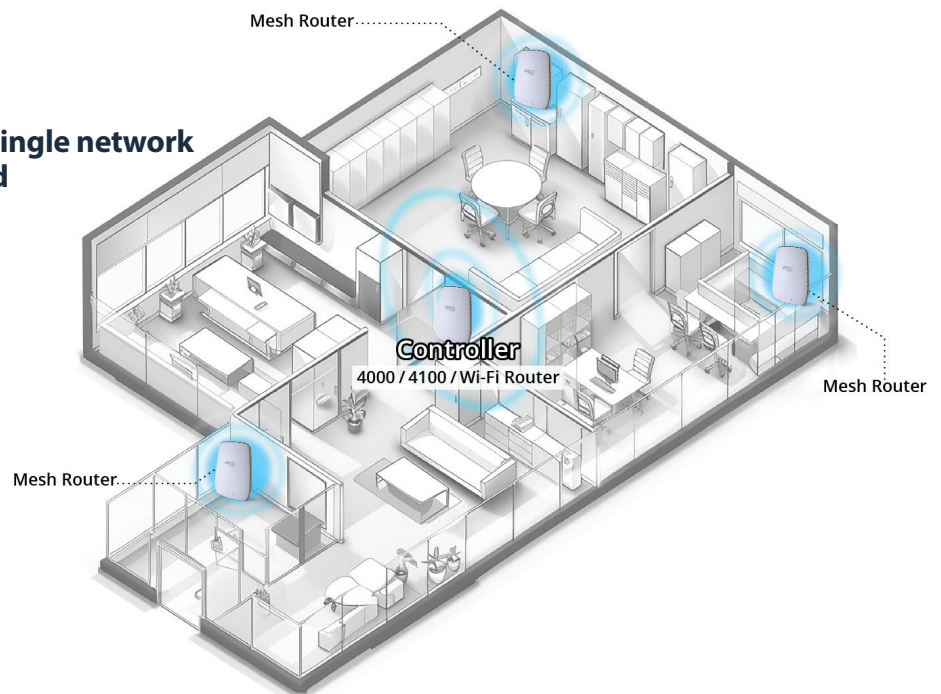 Mesh Router
ingle network
d
Controller
4000 / 4100 / Wi-Fi Router
Mesh Router
Mesh Router